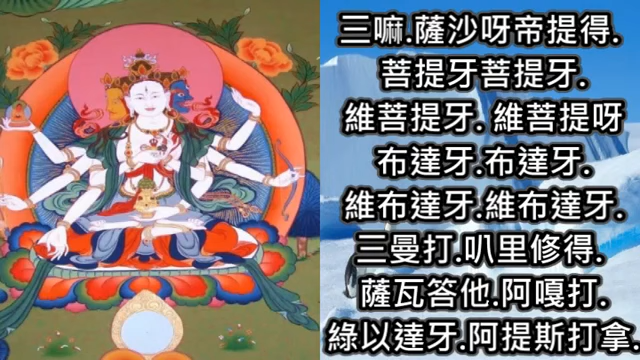 三嘛.薩沙呀帝提得.
菩提牙菩提牙.
維菩提牙. 維菩提呀
布達牙.布達牙.
維布達牙.維布達牙.
三曼打.叭里修得.
薩瓦答他.阿嘎打.
綠以達牙.阿提斯打拿.